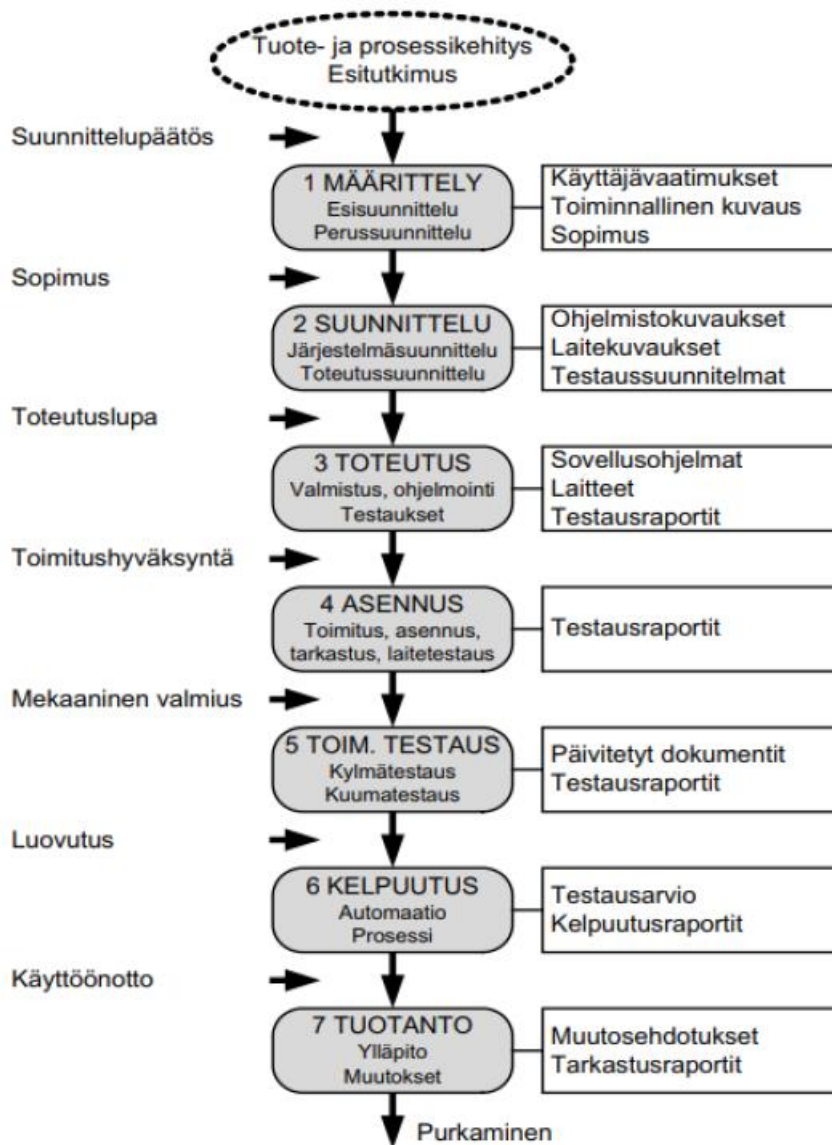 Tuote- ja prosessikehitys
Esitutkimus
Suunnittelupäätös
1 MÄÄRITTELY
Esisuunnittelu
Perussuunnittelu
Käyttäjävaatimukset
Toiminnallinen kuvaus
Sopimus
Sopimus
2 SUUNNITTELU
Järjestelmäsuunnittelu
Toteutussuunnittelu
Ohjelmistokuvaukset
Laitekuvaukset
Testaussuunnitelmat
Toteutuslupa
3 TOTEUTUS
Valmistus, ohjelmointi
Testaukset
Sovellusohjelmat
Laitteet
Testausraportit
Toimitushyväksyntä
4 ASENNUS
Toimitus, asennus,
tarkastus, laitetestaus
Testausraportit
Mekaaninen valmius
5 TOIM. TESTAUS
Kylmätestaus
Kuumatestaus
Päivitetyt dokumentit
Testausraportit
Luovutus
6 KELPUUTUS
Automaatio
Prosessi
Testausarvio
Kelpuutusraportit
Käyttöönotto
7 TUOTANTO
Ylläpito
Muutokset
Muutosehdotukset
Tarkastusraportit
Purkaminen